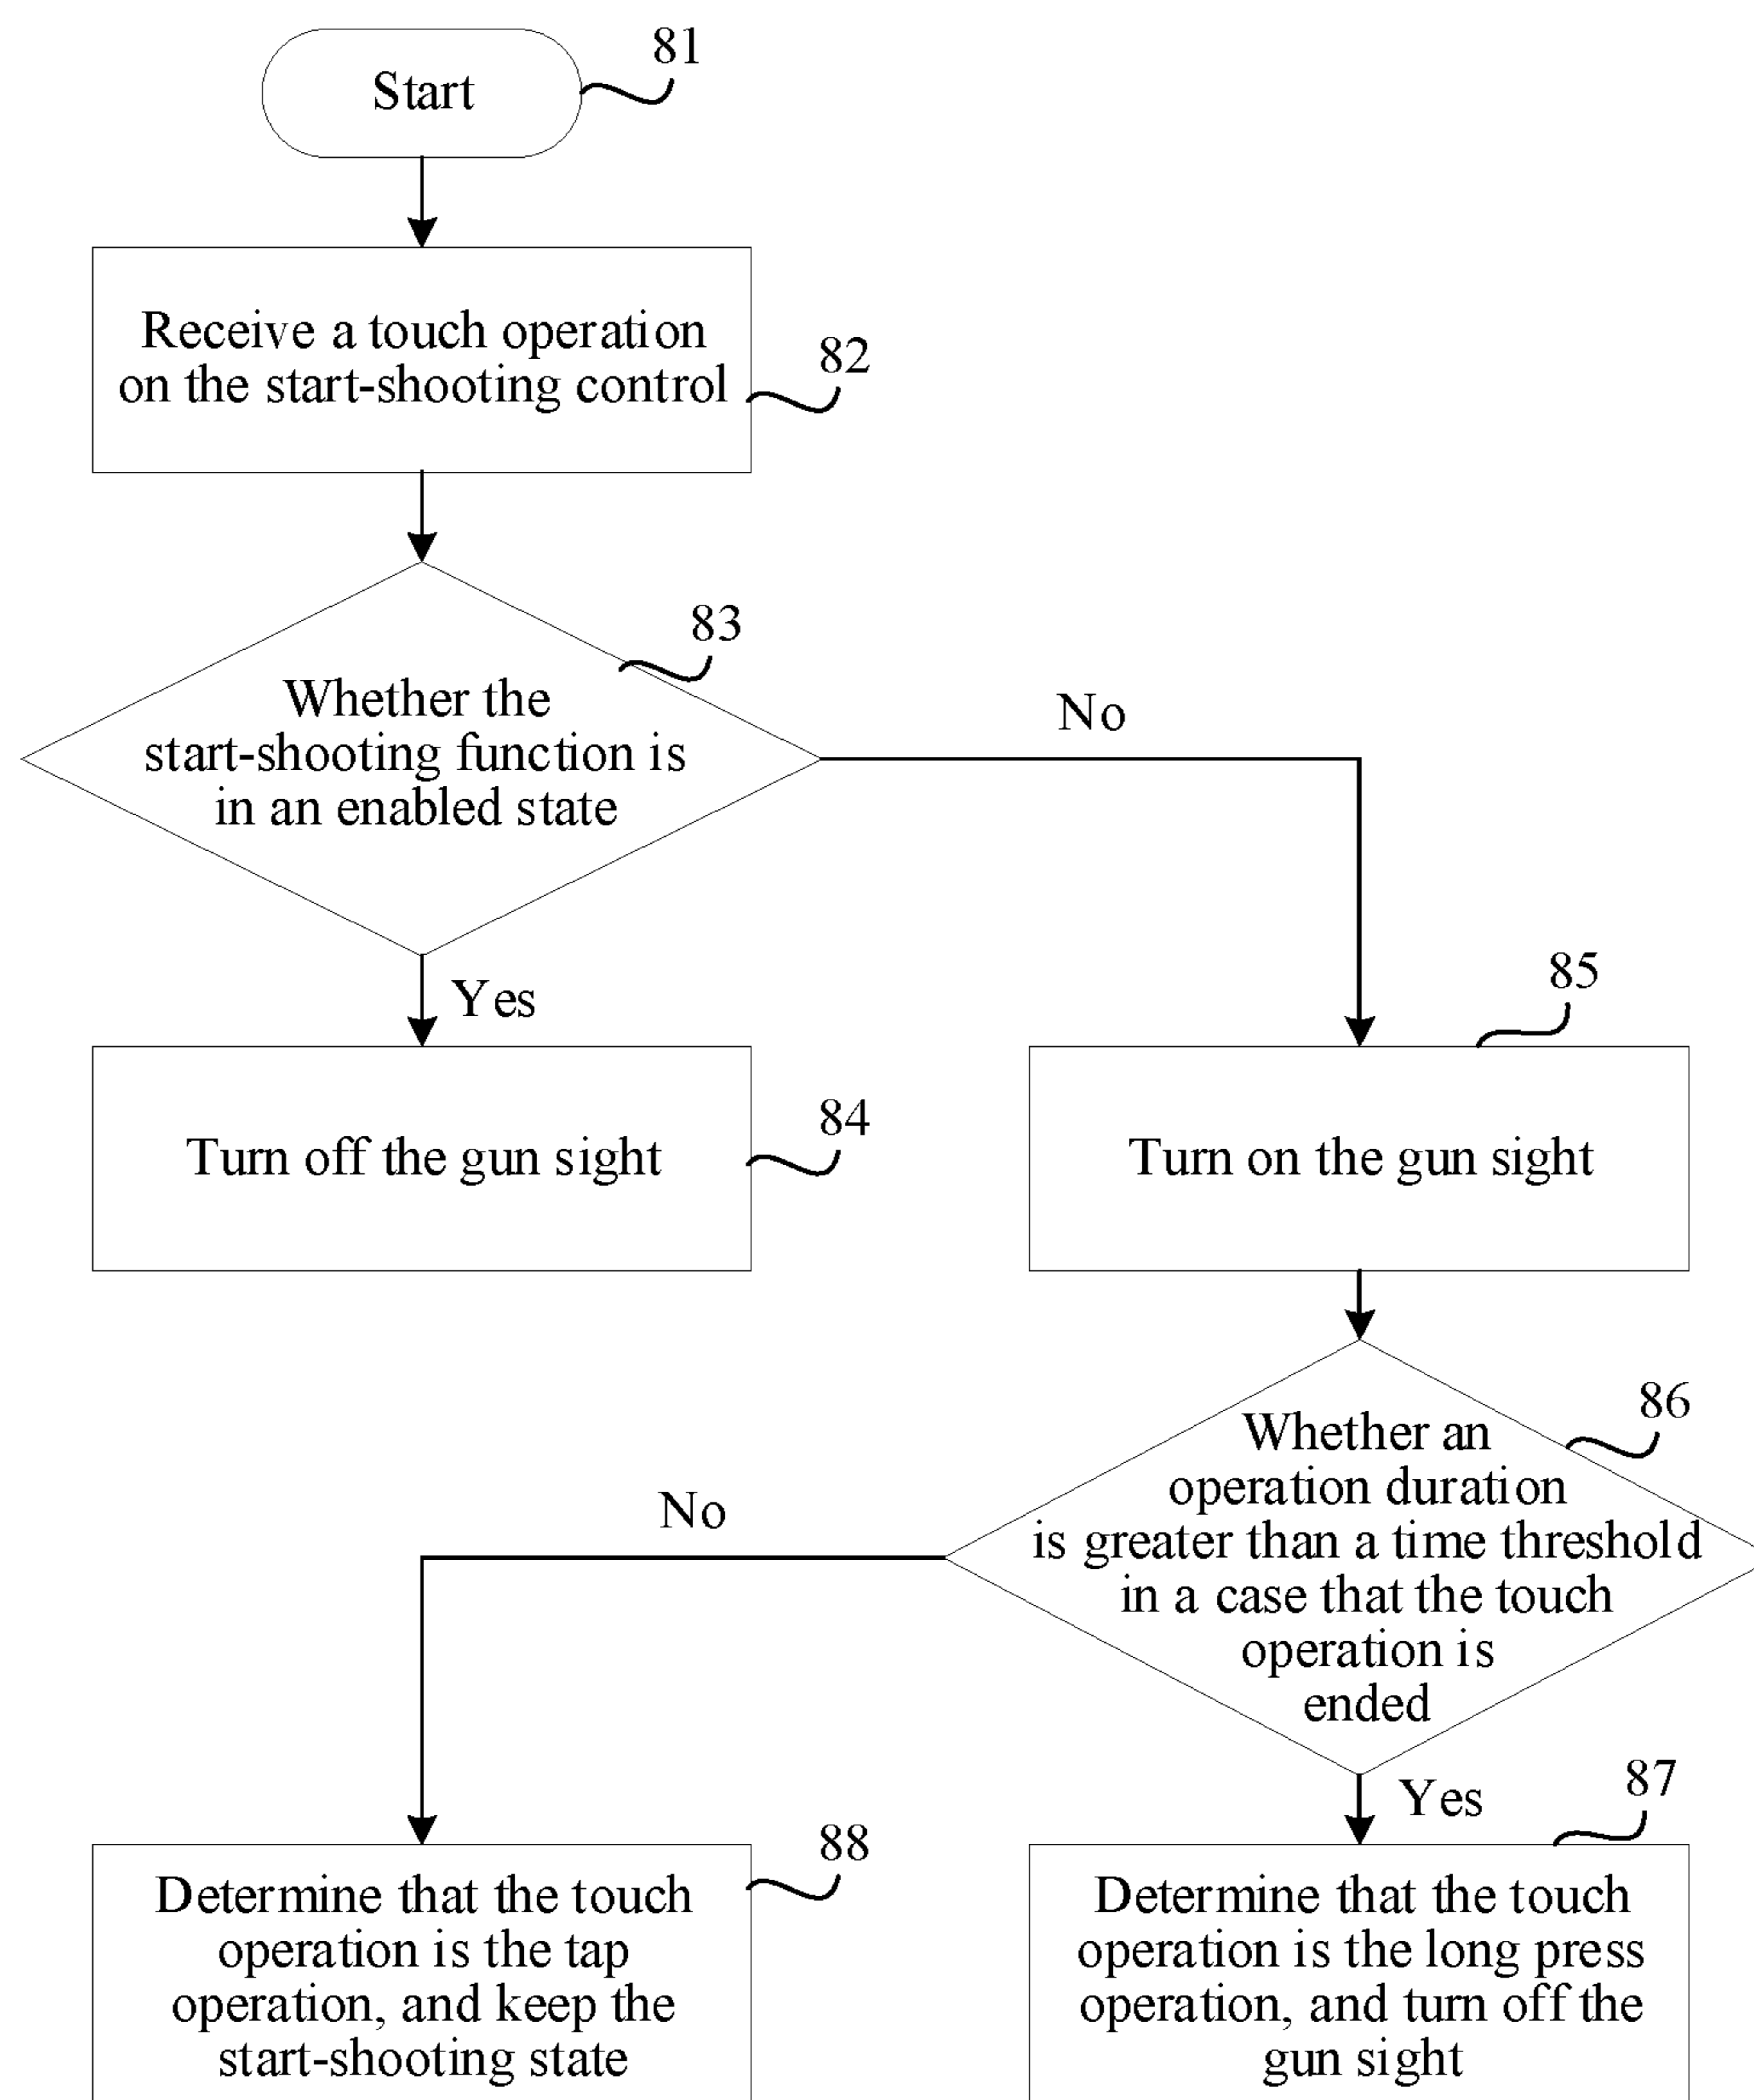 Start
81
Receive a touch operation
on the start-shooting control
82
83
Whether the
start-shooting function is
in an enabled state
No
Yes
84
Turn off the gun sight
85
Turn on the gun sight
86
Whether an
operation duration
is greater than a time threshold
in a case that the touch
operation is
ended
No
Yes
87
88
Determine that the touch
operation is the tap
operation, and keep the
start-shooting state
Determine that the touch
operation is the long press
operation, and turn off the
gun sight